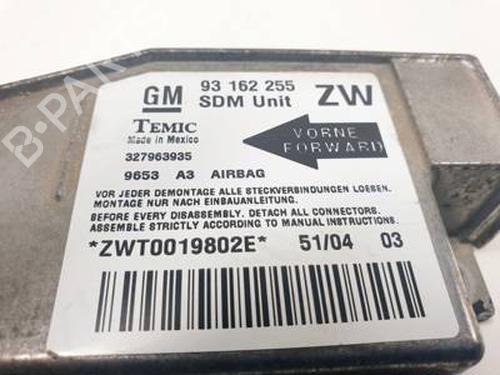 GM 93 162 255 ZW
SDM Unit
TEMIC
Made in Mexico
VORNE
FORWARD
327963935
9653 A3 AIRBAG
VOR JEDER DEMONTAGE ALLE STECKVERBINDUNGEN LOESEN.
MONTAGE NUR NACH EINBAUANLEITUNG.
BEFORE EVERY DISASSEMBLY. DETACH ALL CONNECTORS.
ASSEMBLE STRICTLY ACCORDING TO MANUAL INSTRUCTIONS.
*ZWT0019802E* 51/04 03
B-PARTS